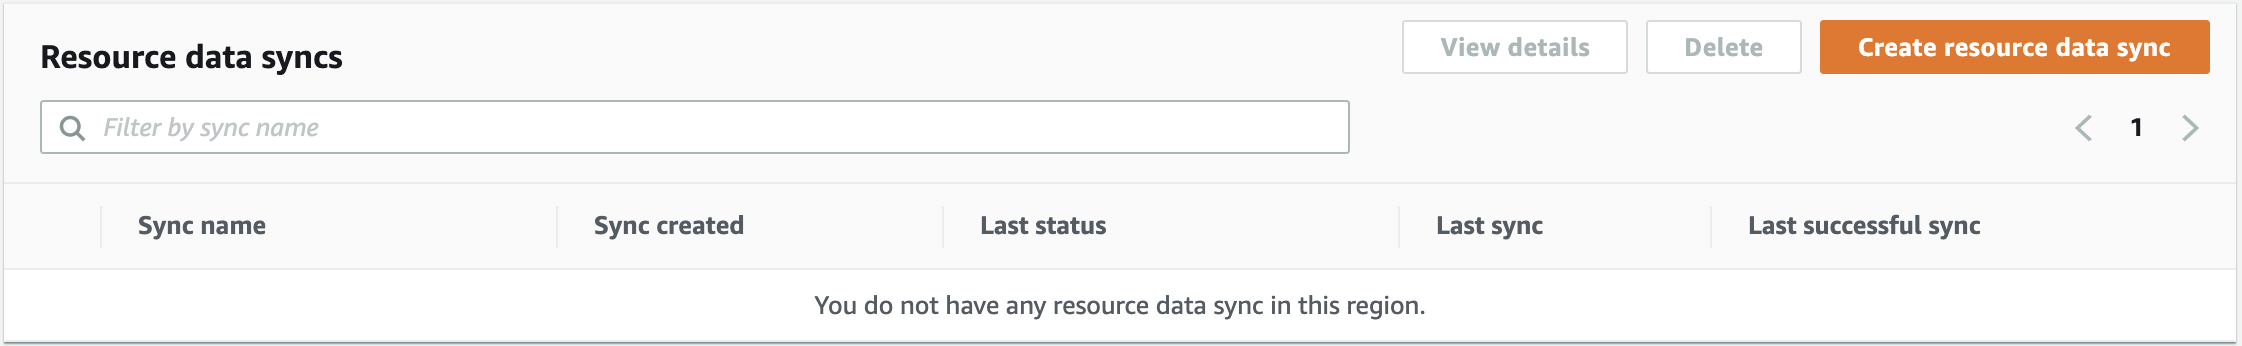 Resource data syncs
View details
Delete
Create resource data sync
Filter by sync name
1
Sync name
Sync created
Last status
Last sync
Last successful sync
You do not have any resource data sync in this region.